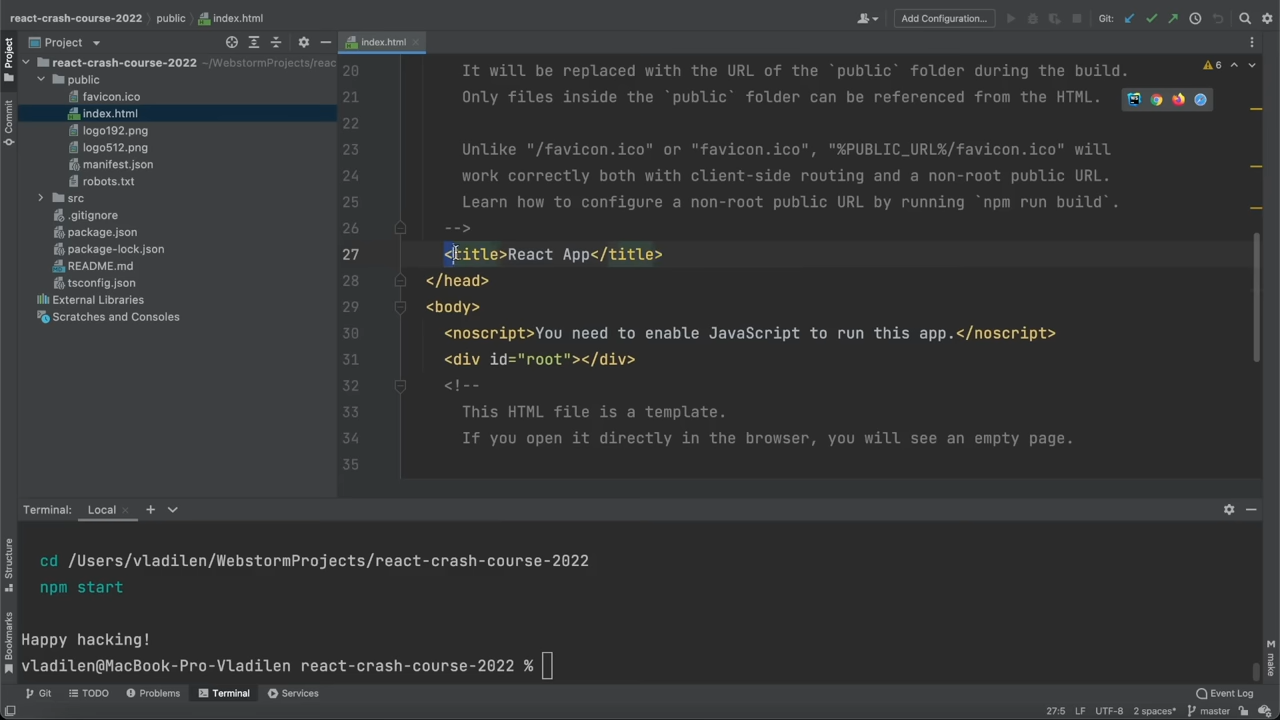 react-crash-course-2022 public index.html
Add Configuration...
Git:
Project
index.html
react-crash-course-2022 ~/WebstormProjects/reac
public
favicon.ico
index.html
logo192.png
logo512.png
manifest.json
robots.txt
src
.gitignore
package.json
package-lock.json
README.md
tsconfig.json
External Libraries
Scratches and Consoles
Project
Commit
Structure
Bookmarks
6
20 It will be replaced with the URL of the `public` folder during the build.
21 Only files inside the `public` folder can be referenced from the HTML.
22
23 Unlike "/favicon.ico" or "favicon.ico", "%PUBLIC_URL%/favicon.ico" will
24 work correctly both with client-side routing and a non-root public URL.
25 Learn how to configure a non-root public URL by running `npm run build`.
26 -->
27 <title>React App</title>
28 </head>
29 <body>
30 <noscript>You need to enable JavaScript to run this app.</noscript>
31 <div id="root"></div>
32 <!--
33 This HTML file is a template.
34 If you open it directly in the browser, you will see an empty page.
35
Terminal: Local
cd /Users/vladilen/WebstormProjects/react-crash-course-2022
npm start
Happy hacking!
vladilen@MacBook-Pro-Vladilen react-crash-course-2022 %
M make
Git TODO Problems Terminal Services Event Log
27:5 LF UTF-8 2 spaces* master